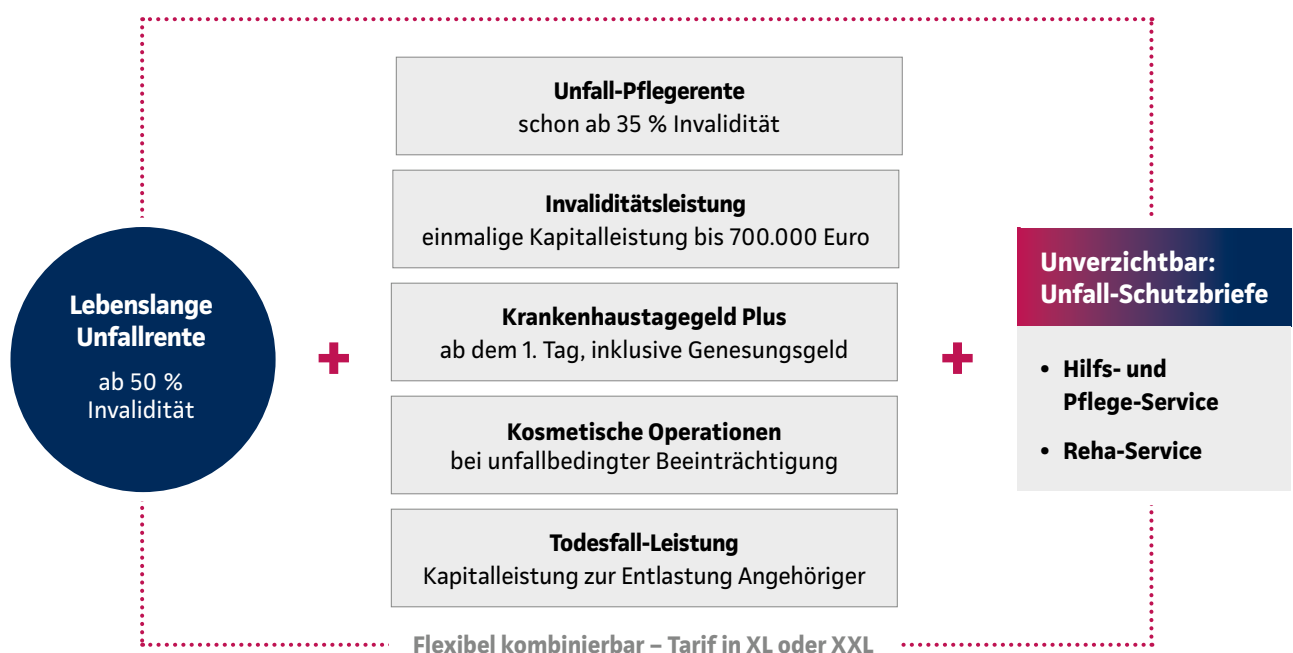 Lebenslange
Unfallrente
ab 50 %
Invalidität
+
Unfall-Pflegerente
schon ab 35 % Invalidität
Invaliditätsleistung
einmalige Kapitalleistung bis 700.000 Euro
Krankenhaustagegeld Plus
ab dem 1. Tag, inklusive Genesungsgeld
Kosmetische Operationen
bei unfallbedingter Beeinträchtigung
Todesfall-Leistung
Kapitalleistung zur Entlastung Angehöriger
+
Unverzichtbar:
Unfall-Schutzbriefe
• Hilfs- und
Pflege-Service
• Reha-Service
Flexibel kombinierbar – Tarif in XL oder XXL